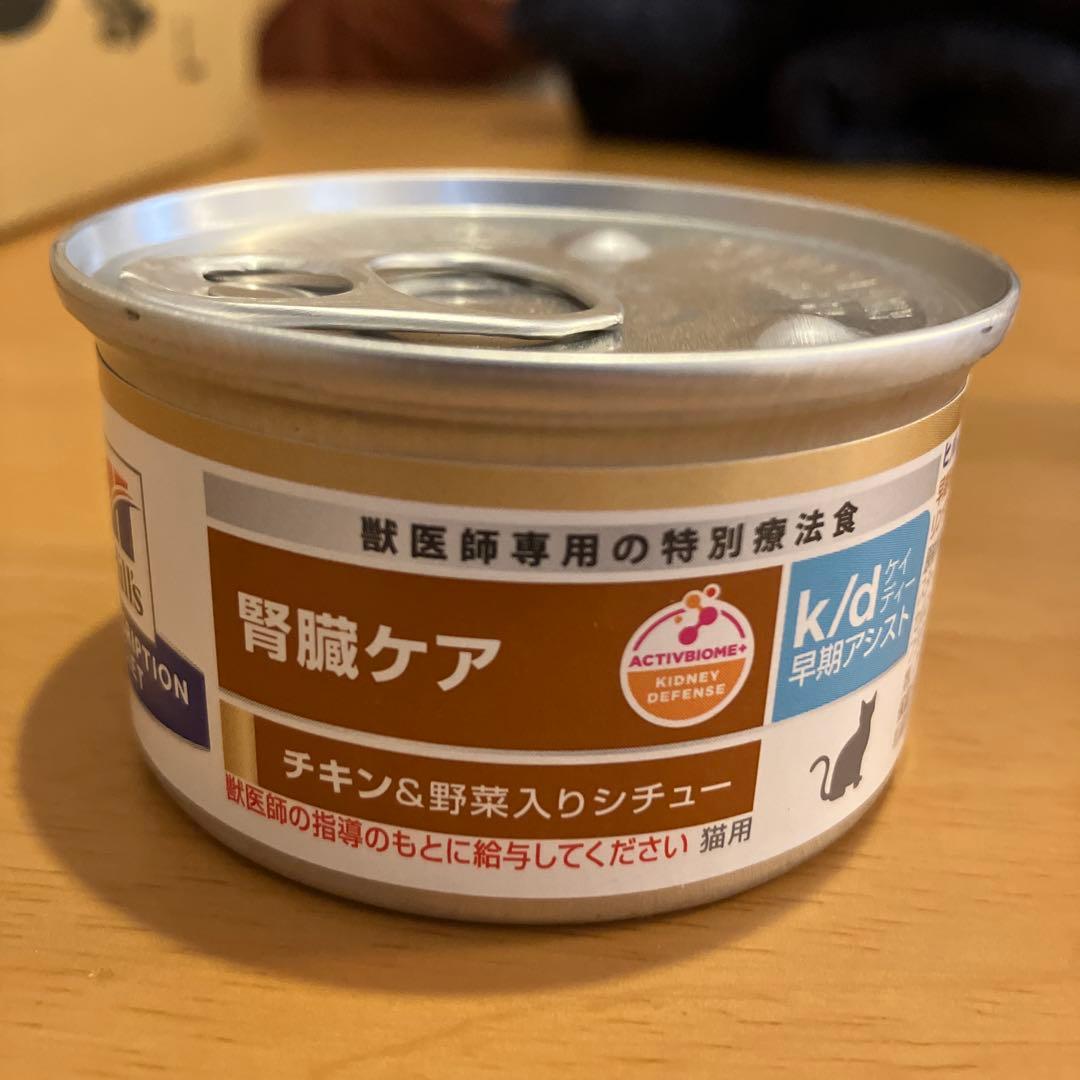 獣医師専用の特別療法食
腎臓ケア
ACTIVBIOME+
KIDNEY
DEFENSE
k/d
ケイ
ディー
早期アシスト
チキン&野菜入りシチュー
獣医師の指導のもとに給与してください
猫用